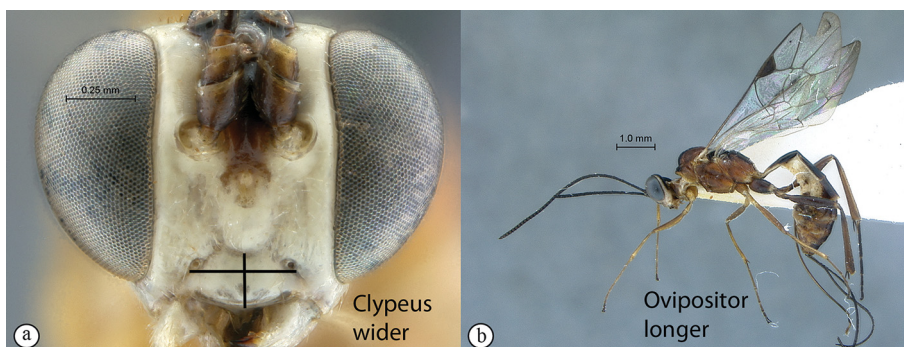 0.25 mm
Clypeus
wider
a
1.0 mm
Ovipositor
longer
b